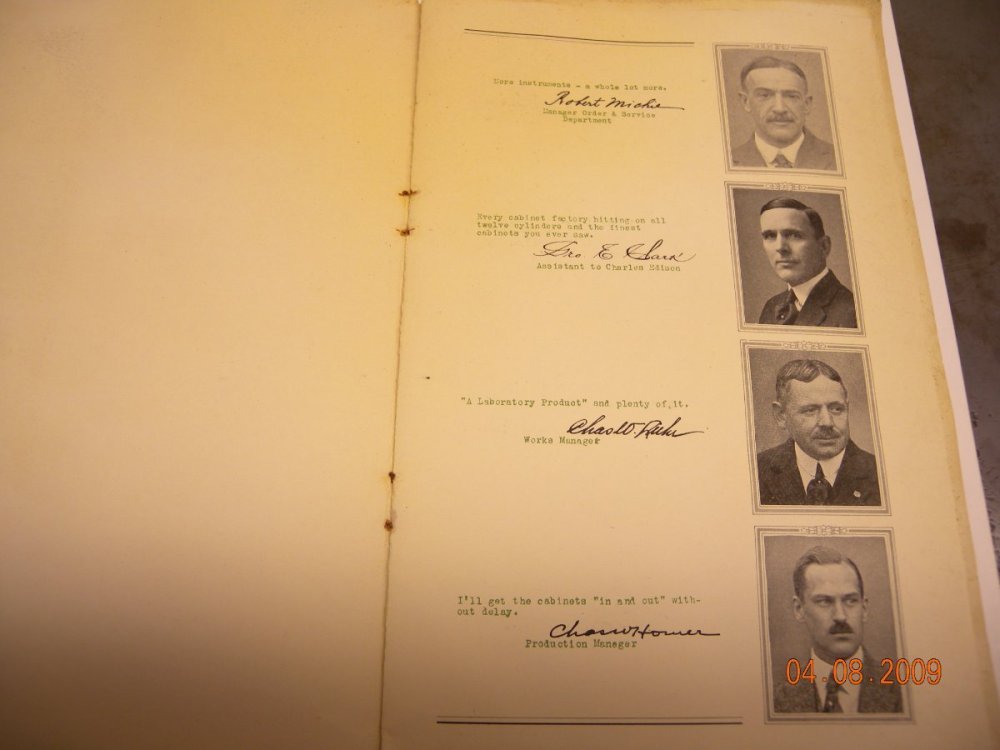 More instruments - a whole lot more.
Robert Michie
Manager Order & Service
Department
Every cabinet factory hitting on all
twelve cylinders and the finest
cabinets you ever saw.
Geo. E. Clark
Assistant to Charles Edison
"A Laboratory Product" and plenty of it.
Chas W.
Works Manager
I'll get the cabinets "in and out" with-
out delay.
Chas W Horner
Production Manager
04.08.2009